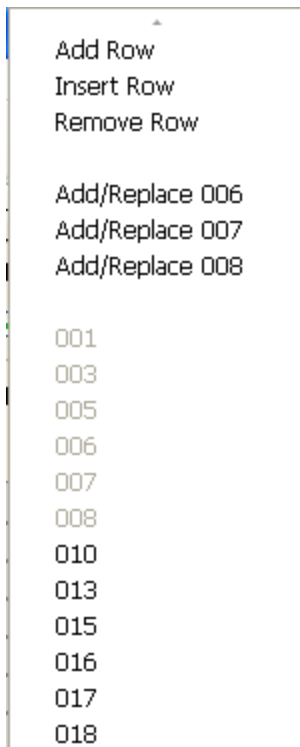 Add Row
Insert Row
Remove Row
Add/Replace 006
Add/Replace 007
Add/Replace 008
001
003
005
006
007
008
010
013
015
016
017
018